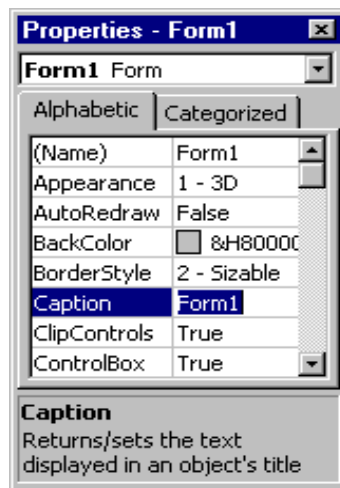 Properties - Form1
Form1 Form
Alphabetic Categorized
(Name) Form1
Appearance 1 - 3D
AutoRedraw False
BackColor &H80000
BorderStyle 2 - Sizable
Caption Form1
ClipControls True
ControlBox True
Caption
Returns/sets the text
displayed in an object's title